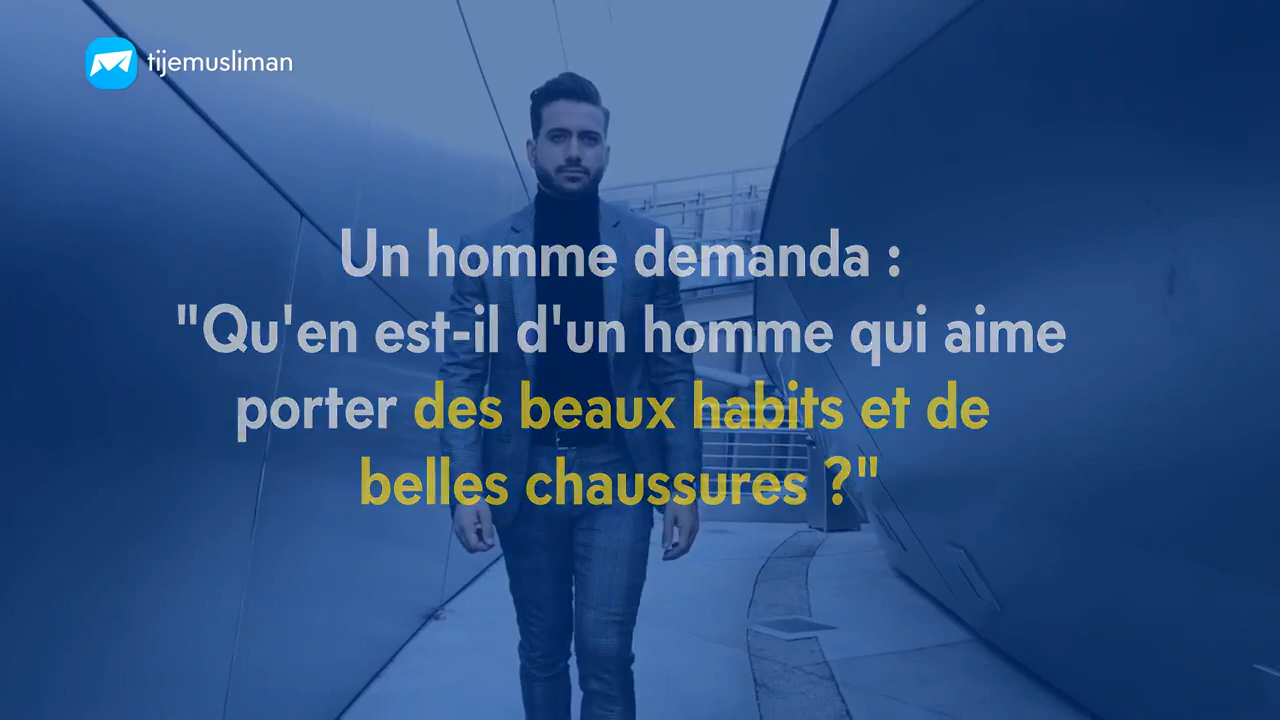 tijemusliman
Un homme demanda :
"Qu'en est-il d'un homme qui aime
porter des beaux habits et de
belles chaussures ?"